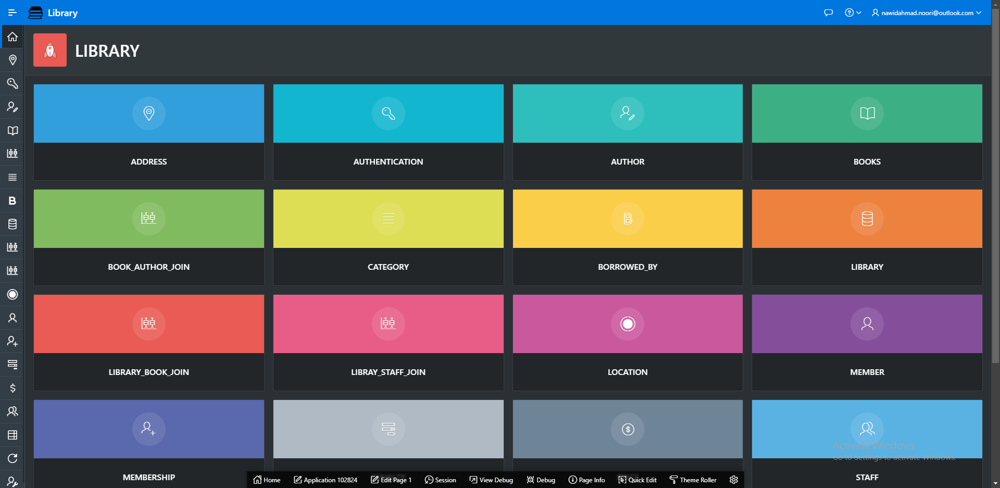 Library
nawidahmad.noori@outlook.com
LIBRARY
ADDRESS
AUTHENTICATION
AUTHOR
BOOKS
BOOK_AUTHOR_JOIN
CATEGORY
BORROWED_BY
LIBRARY
LIBRARY_BOOK_JOIN
LIBRAY_STAFF_JOIN
LOCATION
MEMBER
MEMBERSHIP
STAFF
Activate Windows
Go to Settings to activate Windows.
Home
Application 102824
Edit Page 1
Session
View Debug
Debug
Page Info
Quick Edit
Theme Roller